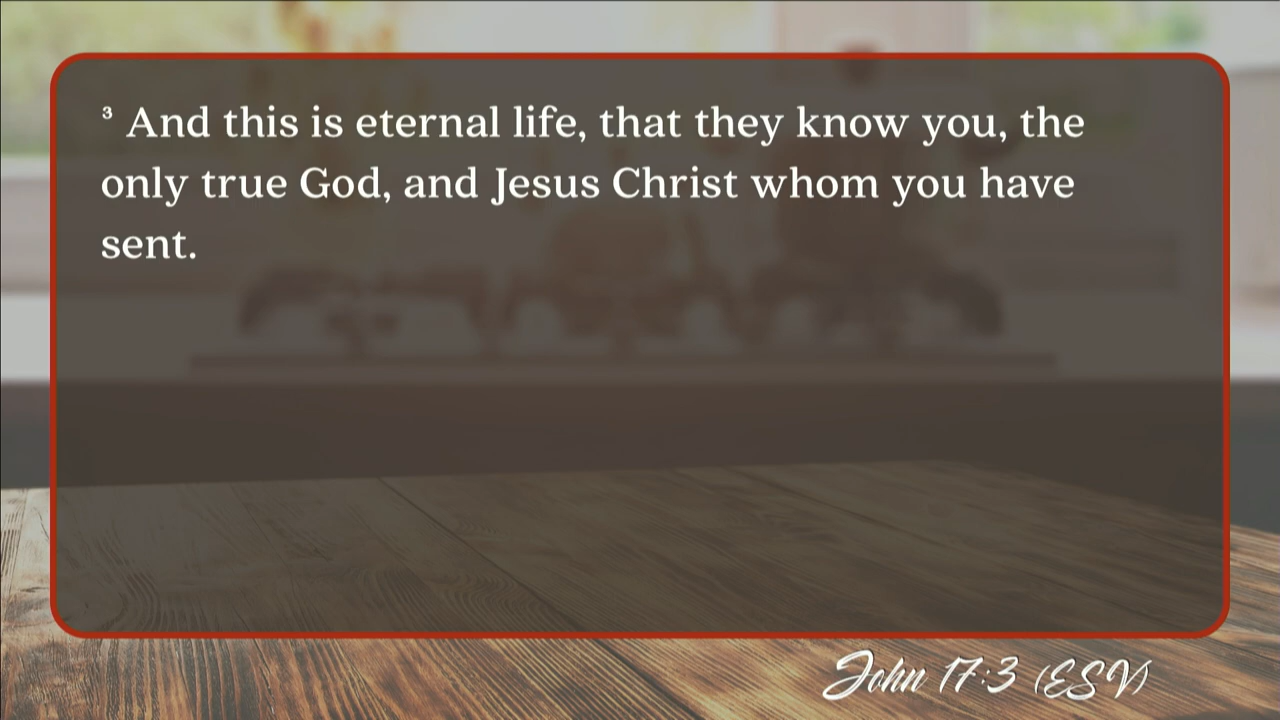 ³ And this is eternal life, that they know you, the
only true God, and Jesus Christ whom you have
sent.
John 17:3 (ESV)